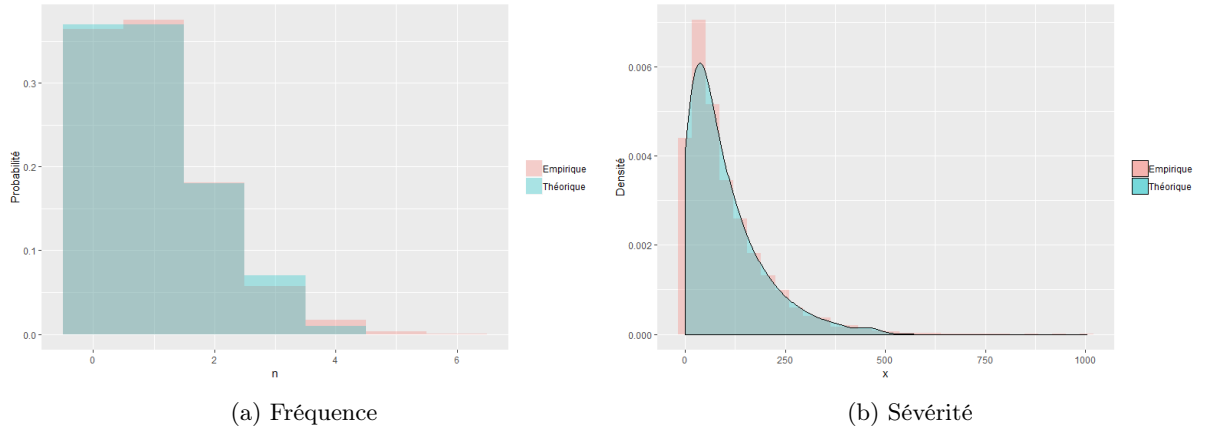 Probabilité
0.3
0.2
0.1
0.0
0
2
4
6
n
Empirique
Théorique
(a) Fréquence
Densité
0.006
0.004
0.002
0.000
0
250
500
750
1000
x
Empirique
Théorique
(b) Sévérité